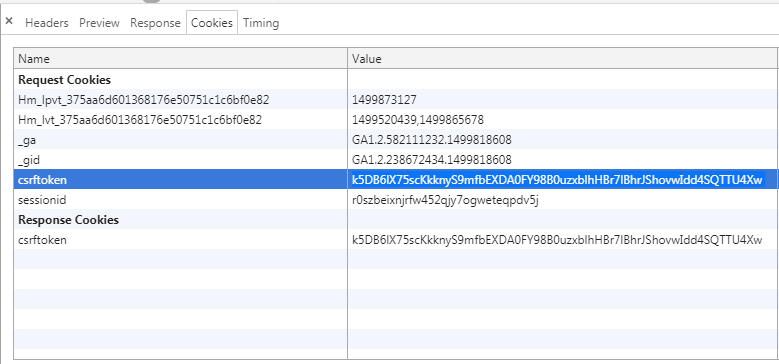 × Headers Preview Response Cookies Timing
Name Value
Request Cookies
Hm_lpvt_375aa6d601368176e50751c1c6bf0e82 1499873127
Hm_lvt_375aa6d601368176e50751c1c6bf0e82 1499520439,1499865678
_ga GA1.2.582111232.1499818608
_gid GA1.2.238672434.1499818608
csrftoken k5DB6lX75scKkknyS9mfbEXDA0FY98B0uzxblhHBr7lBhrJShovwIdd4SQTTU4Xw
sessionid r0szbeixnjrfw452qjy7ogweteqpdv5j
Response Cookies
csrftoken k5DB6lX75scKkknyS9mfbEXDA0FY98B0uzxblhHBr7lBhrJShovwIdd4SQTTU4Xw